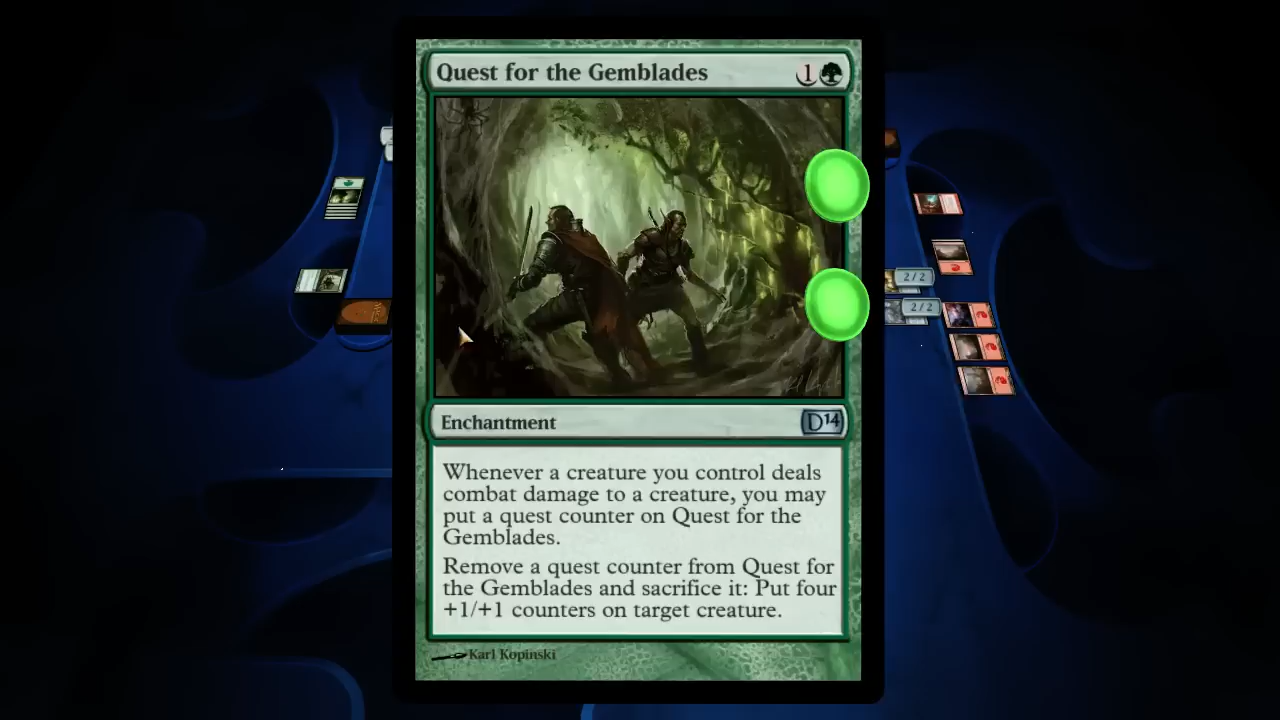 Quest for the Gemblades
1
2/2
2/2
Enchantment
D14
Whenever a creature you control deals
combat damage to a creature, you may
put a quest counter on Quest for the
Gemblades.
Remove a quest counter from Quest for
the Gemblades and sacrifice it: Put four
+1/+1 counters on target creature.
Karl Kopinski